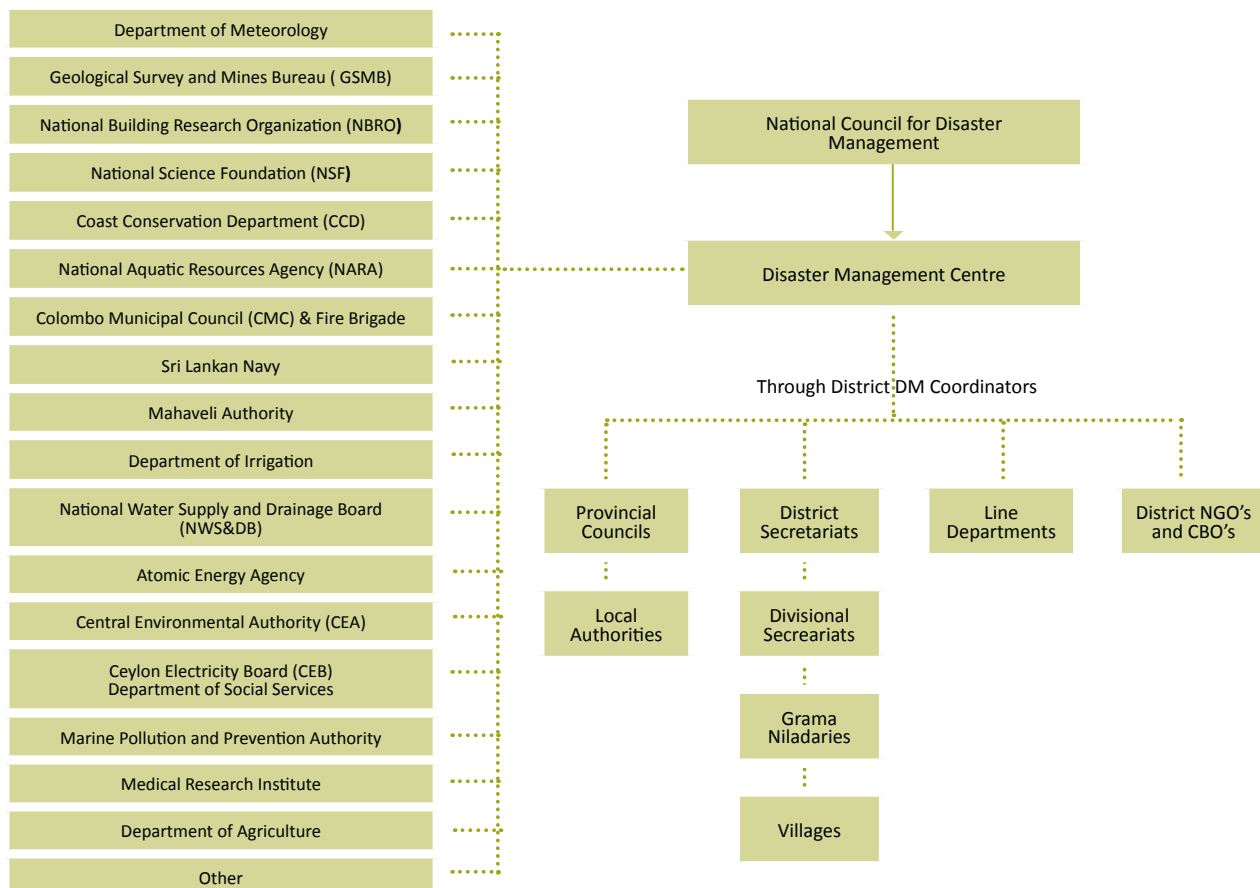 Department of Meteorology
Geological Survey and Mines Bureau ( GSMB)
National Building Research Organization (NBRO)
National Science Foundation (NSF)
Coast Conservation Department (CCD)
National Aquatic Resources Agency (NARA)
Colombo Municipal Council (CMC) & Fire Brigade
Sri Lankan Navy
Mahaveli Authority
Department of Irrigation
National Water Supply and Drainage Board
(NWS&DB)
Atomic Energy Agency
Central Environmental Authority (CEA)
Ceylon Electricity Board (CEB)
Department of Social Services
Marine Pollution and Prevention Authority
Medical Research Institute
Department of Agriculture
Other
National Council for Disaster
Management
Disaster Management Centre
Through District DM Coordinators
Provincial
Councils
Local
Authorities
District
Secretariats
Divisional
Secreariats
Grama
Niladaries
Villages
Line
Departments
District NGO's
and CBO's